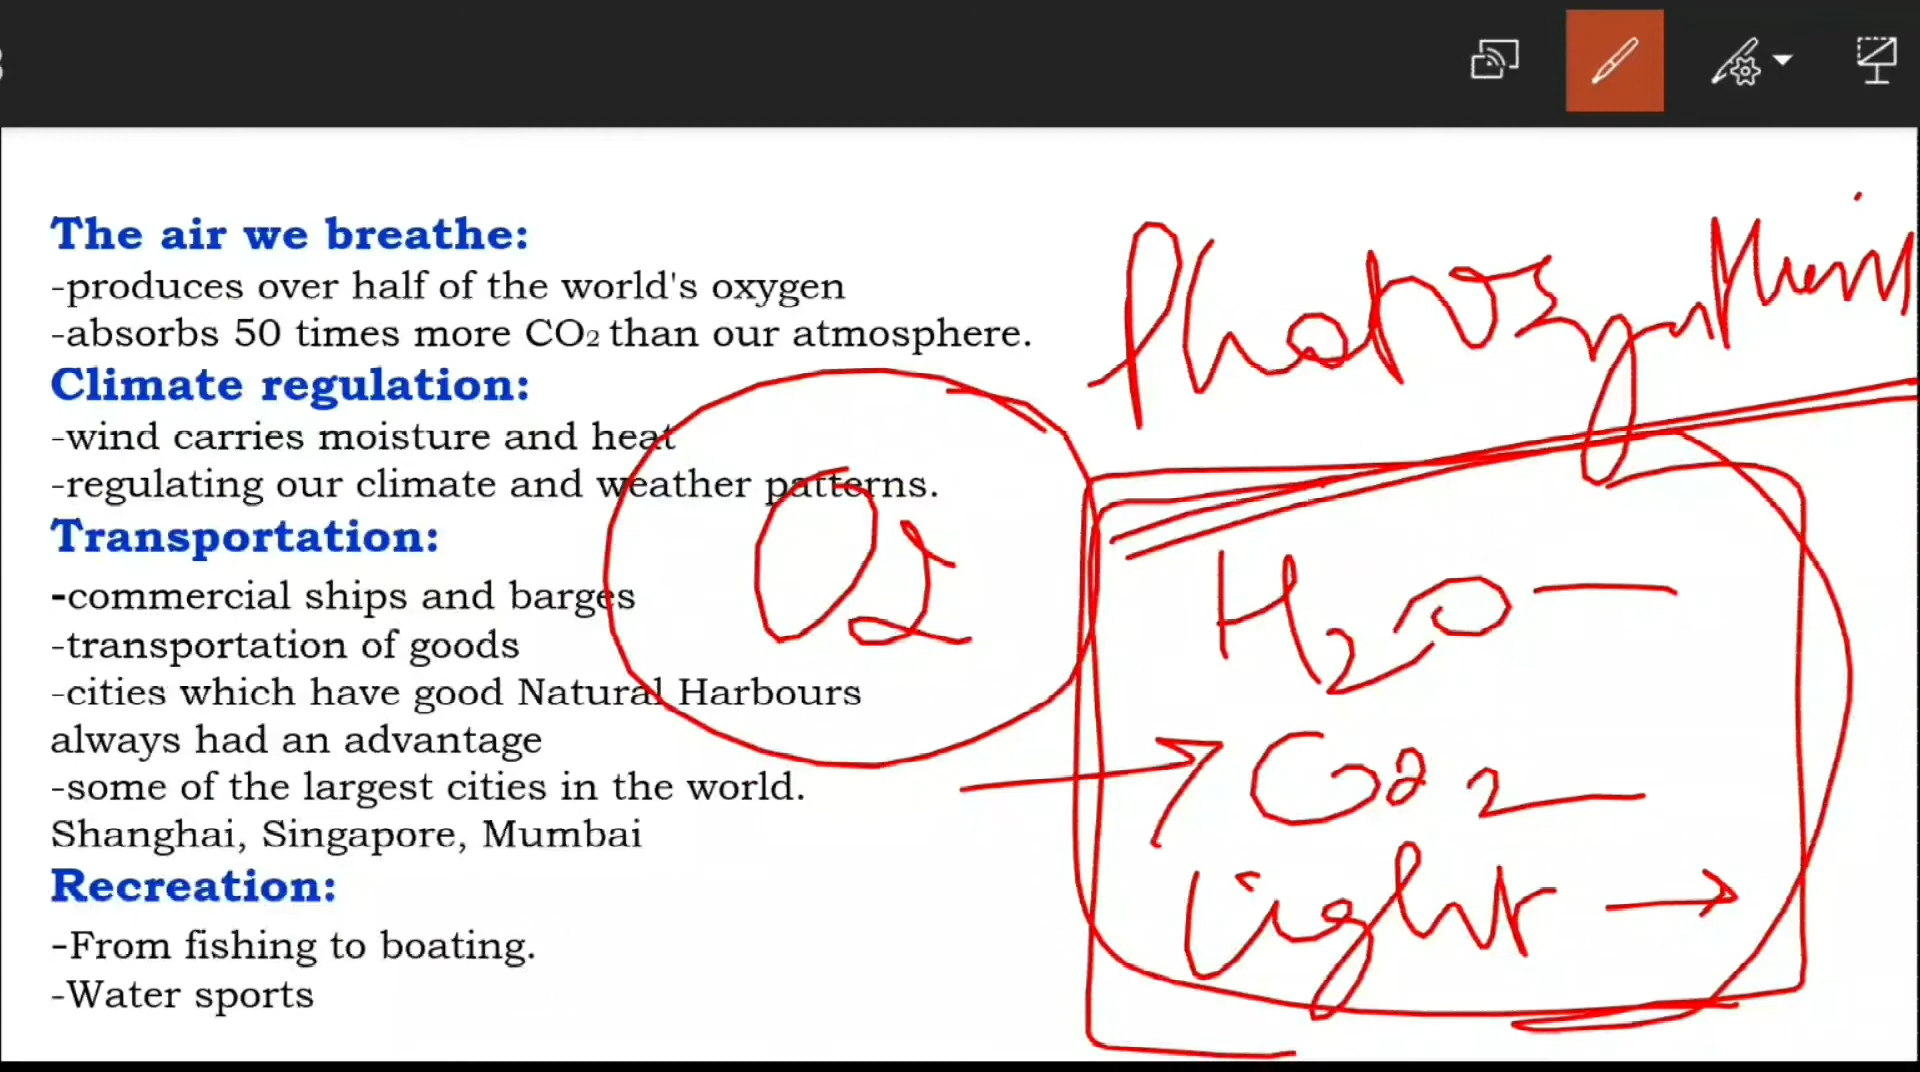 The air we breathe:
-produces over half of the world's oxygen
-absorbs 50 times more CO₂ than our atmosphere.
Climate regulation:
-wind carries moisture and heat
-regulating our climate and weather patterns.
Transportation:
-commercial ships and barges
-transportation of goods
-cities which have good Natural Harbours
always had an advantage
-some of the largest cities in the world.
Shanghai, Singapore, Mumbai
Recreation:
-From fishing to boating.
-Water sports
O2
H2O
CO2
Light